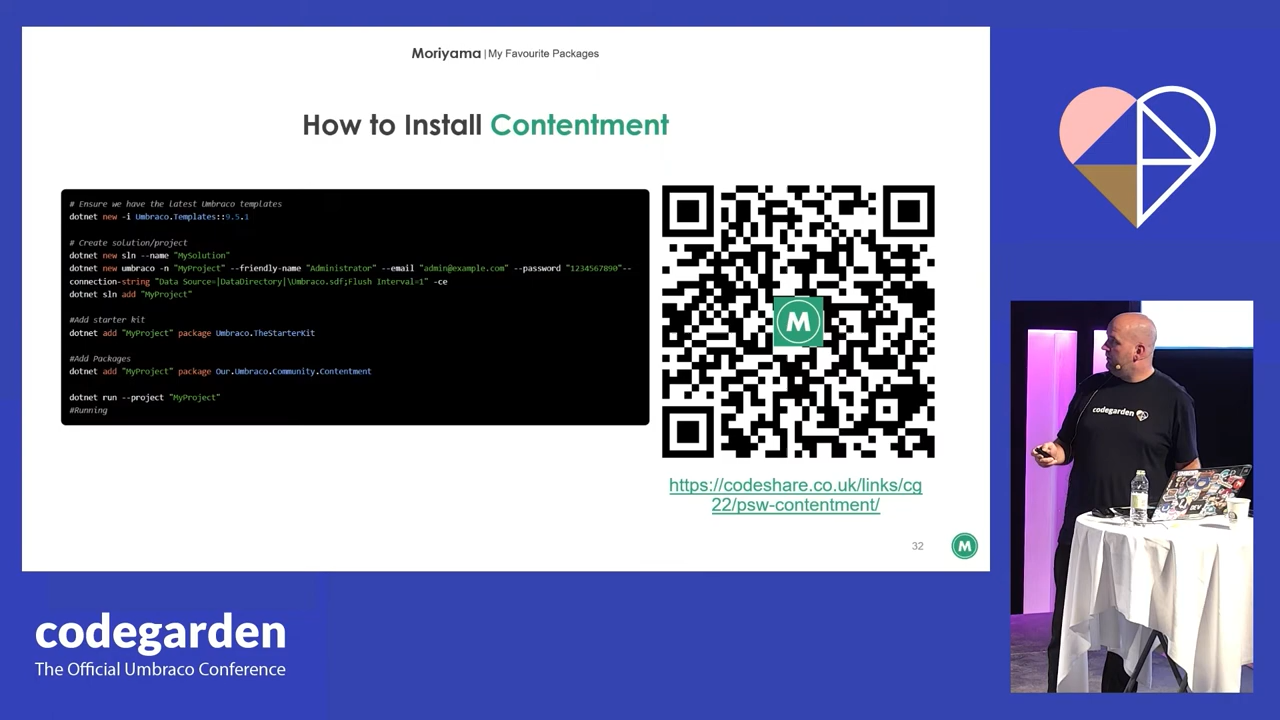 Moriyama | My Favourite Packages
How to Install Contentment
# Ensure we have the latest Umbraco templates
dotnet new -i Umbraco.Templates::9.5.1
# Create solution/project
dotnet new sln --name "MySolution"
dotnet new umbraco -n "MyProject" --friendly-name "Administrator" --email "admin@example.com" --password "1234567890"--
connection-string "Data Source=|DataDirectory|\Umbraco.sdf;Flush Interval=1" -ce
dotnet sln add "MyProject"
#Add starter kit
dotnet add "MyProject" package Umbraco.TheStarterKit
#Add Packages
dotnet add "MyProject" package Our.Umbraco.Community.Contentment
dotnet run --project "MyProject"
#Running
M
https://codeshare.co.uk/links/cg
22/psw-contentment/
32
M
codegarden
codegarden
The Official Umbraco Conference